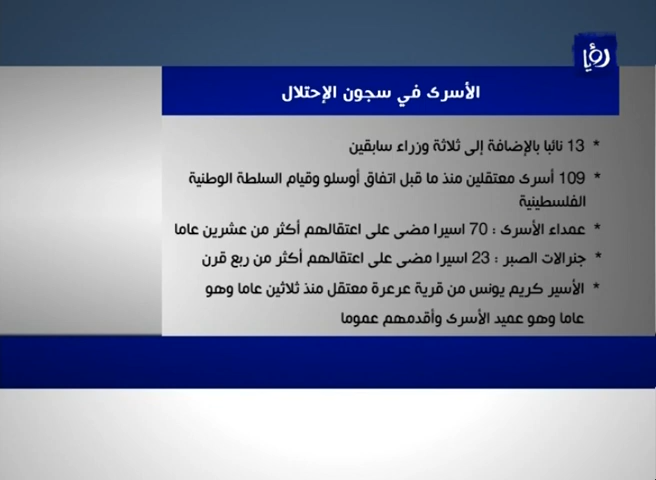 رؤيا
الأسرى في سجون الإحتلال
* 13 نائبا بالإضافة إلى ثلاثة وزراء سابقين
* 109 أسرى معتقلين منذ ما قبل اتفاق أوسلو وقيام السلطة الوطنية
الفلسطينية
* عمداء الأسرى : 70 اسيرا مضى على اعتقالهم أكثر من عشرين عاما
* جنرالات الصبر : 23 اسيرا مضى على اعتقالهم أكثر من ربع قرن
* الأسير كريم يونس من قرية عرعرة معتقل منذ ثلاثين عاما وهو
عاما وهو عميد الأسرى وأقدمهم عموما